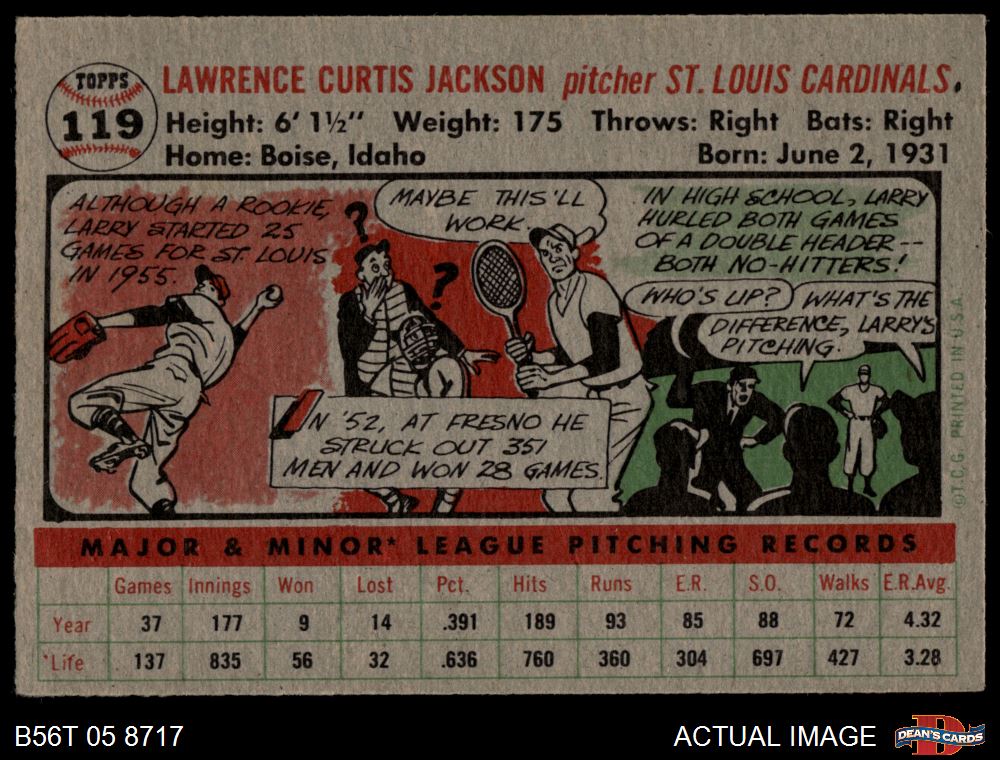 TOPPS
119
LAWRENCE CURTIS JACKSON pitcher ST. LOUIS CARDINALS.
Height: 6' 1½" Weight: 175 Throws: Right Bats: Right
Home: Boise, Idaho Born: June 2, 1931
ALTHOUGH A ROOKIE,
LARRY STARTED 25
GAMES FOR ST. LOUIS
IN 1955.
?
?
MAYBE THIS'LL
WORK.
IN '52, AT FRESNO HE
STRUCK OUT 351
MEN AND WON 28 GAMES.
IN HIGH SCHOOL, LARRY
HURLED BOTH GAMES
OF A DOUBLE HEADER--
BOTH NO-HITTERS!
WHO'S UP?
WHAT'S THE
DIFFERENCE, LARRY'S
PITCHING.
©T.C.G. PRINTED IN U.S.A.
MAJOR & MINOR* LEAGUE PITCHING RECORDS
Games Innings Won Lost Pct. Hits Runs E.R. S.O. Walks E.R.Avg.
Year 37 177 9 14 .391 189 93 85 88 72 4.32
*Life 137 835 56 32 .636 760 360 304 697 427 3.28
B56T 05 8717
ACTUAL IMAGE
D
DEAN'S CARDS